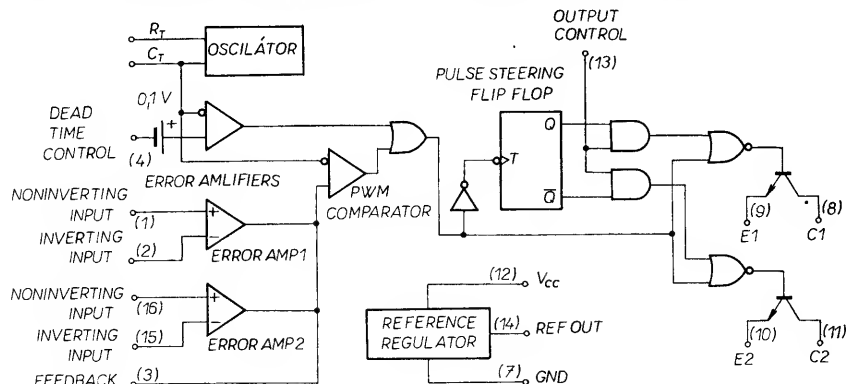 OUTPUT
CONTROL
(13)
R_T
C_T
OSCILÁTOR
PULSE STEERING
FLIP FLOP
0,1 V
DEAD
TIME
CONTROL
(4)
+
Q
T
Q̅
ERROR AMLIFIERS
PWM
COMPARATOR
NONINVERTING
INPUT
(1)
INVERTING
INPUT
(2)
+
−
ERROR AMP1
(9)
(8)
E1
C1
NONINVERTING
INPUT
(16)
INVERTING
INPUT
(15)
+
−
ERROR AMP2
FEEDBACK
(3)
(12)
Vcc
REFERENCE
REGULATOR
(14)
REF OUT
(7)
GND
(10)
(11)
E2
C2